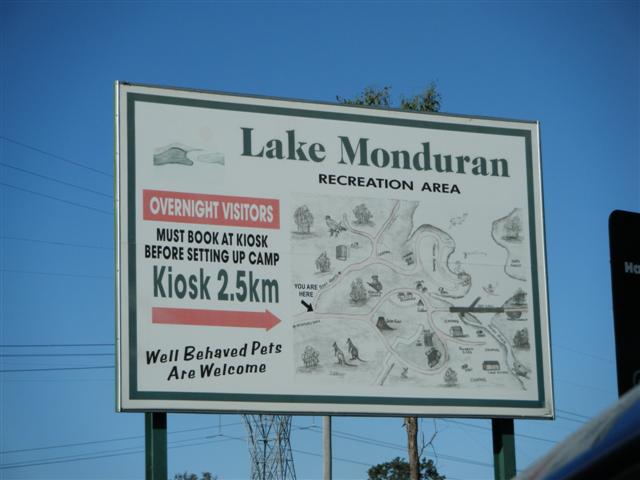 Lake Monduran
RECREATION AREA
OVERNIGHT VISITORS
MUST BOOK AT KIOSK
BEFORE SETTING UP CAMP
Kiosk 2.5km
Well Behaved Pets
Are Welcome
YOU ARE
HERE